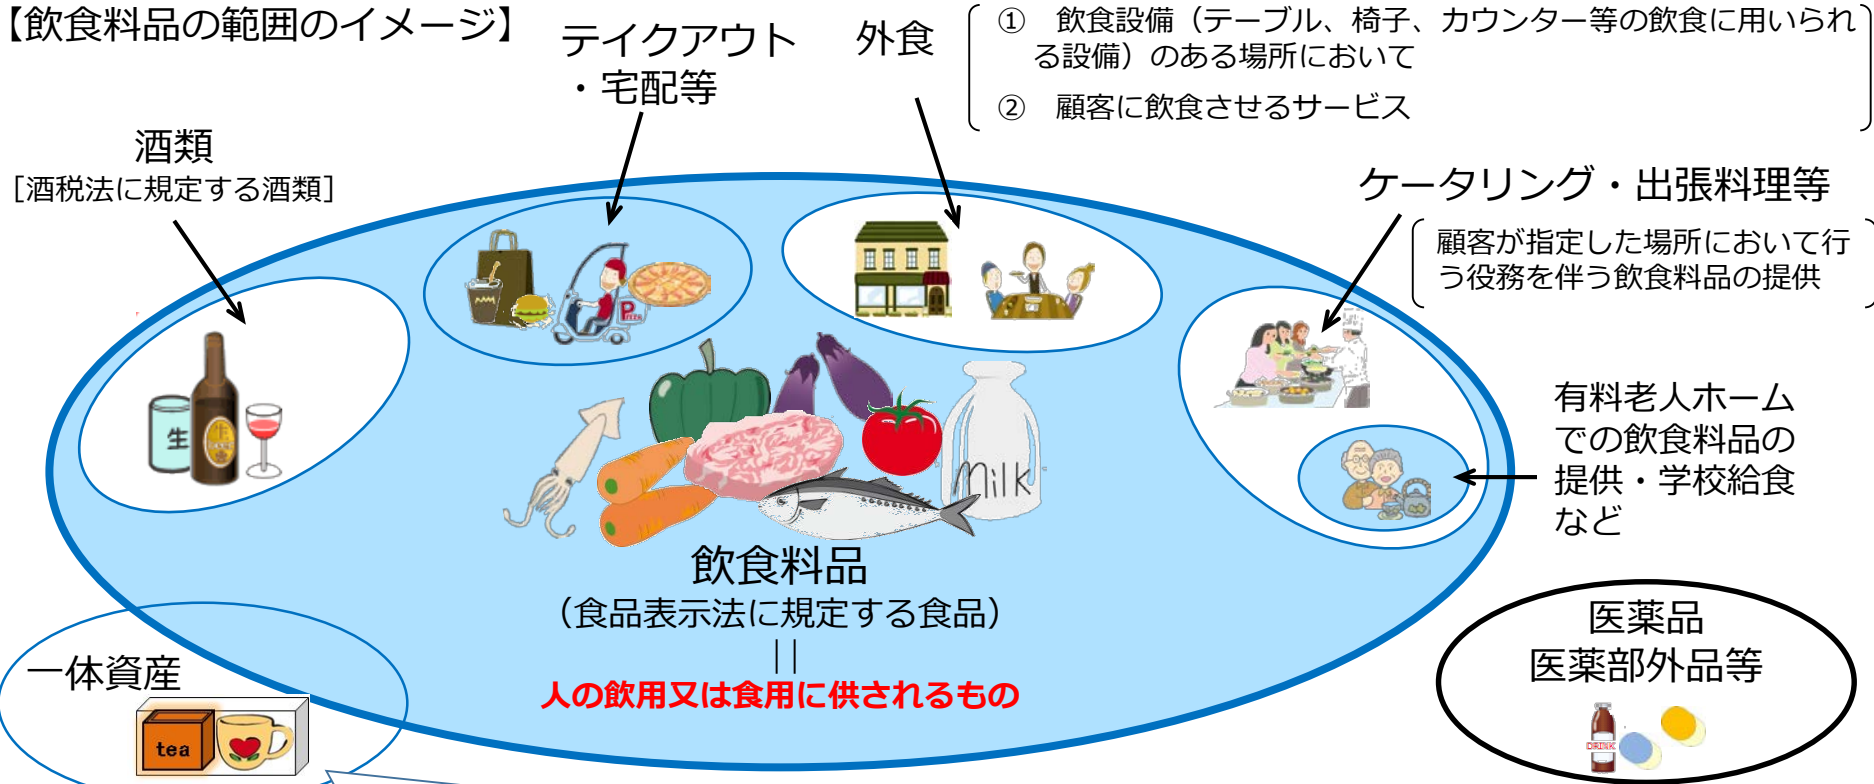 【飲食料品の範囲のイメージ】
テイクアウト
・宅配等
外食
① 飲食設備（テーブル、椅子、カウンター等の飲食に用いられ
る設備）のある場所において
② 顧客に飲食させるサービス
酒類
［酒税法に規定する酒類］
ケータリング・出張料理等
顧客が指定した場所において行
う役務を伴う飲食料品の提供
PIZZA
生
生
Milk
有料老人ホーム
での飲食料品の
提供・学校給食
など
飲食料品
（食品表示法に規定する食品）
||
人の飲用又は食用に供されるもの
一体資産
tea
医薬品
医薬部外品等
DRINK